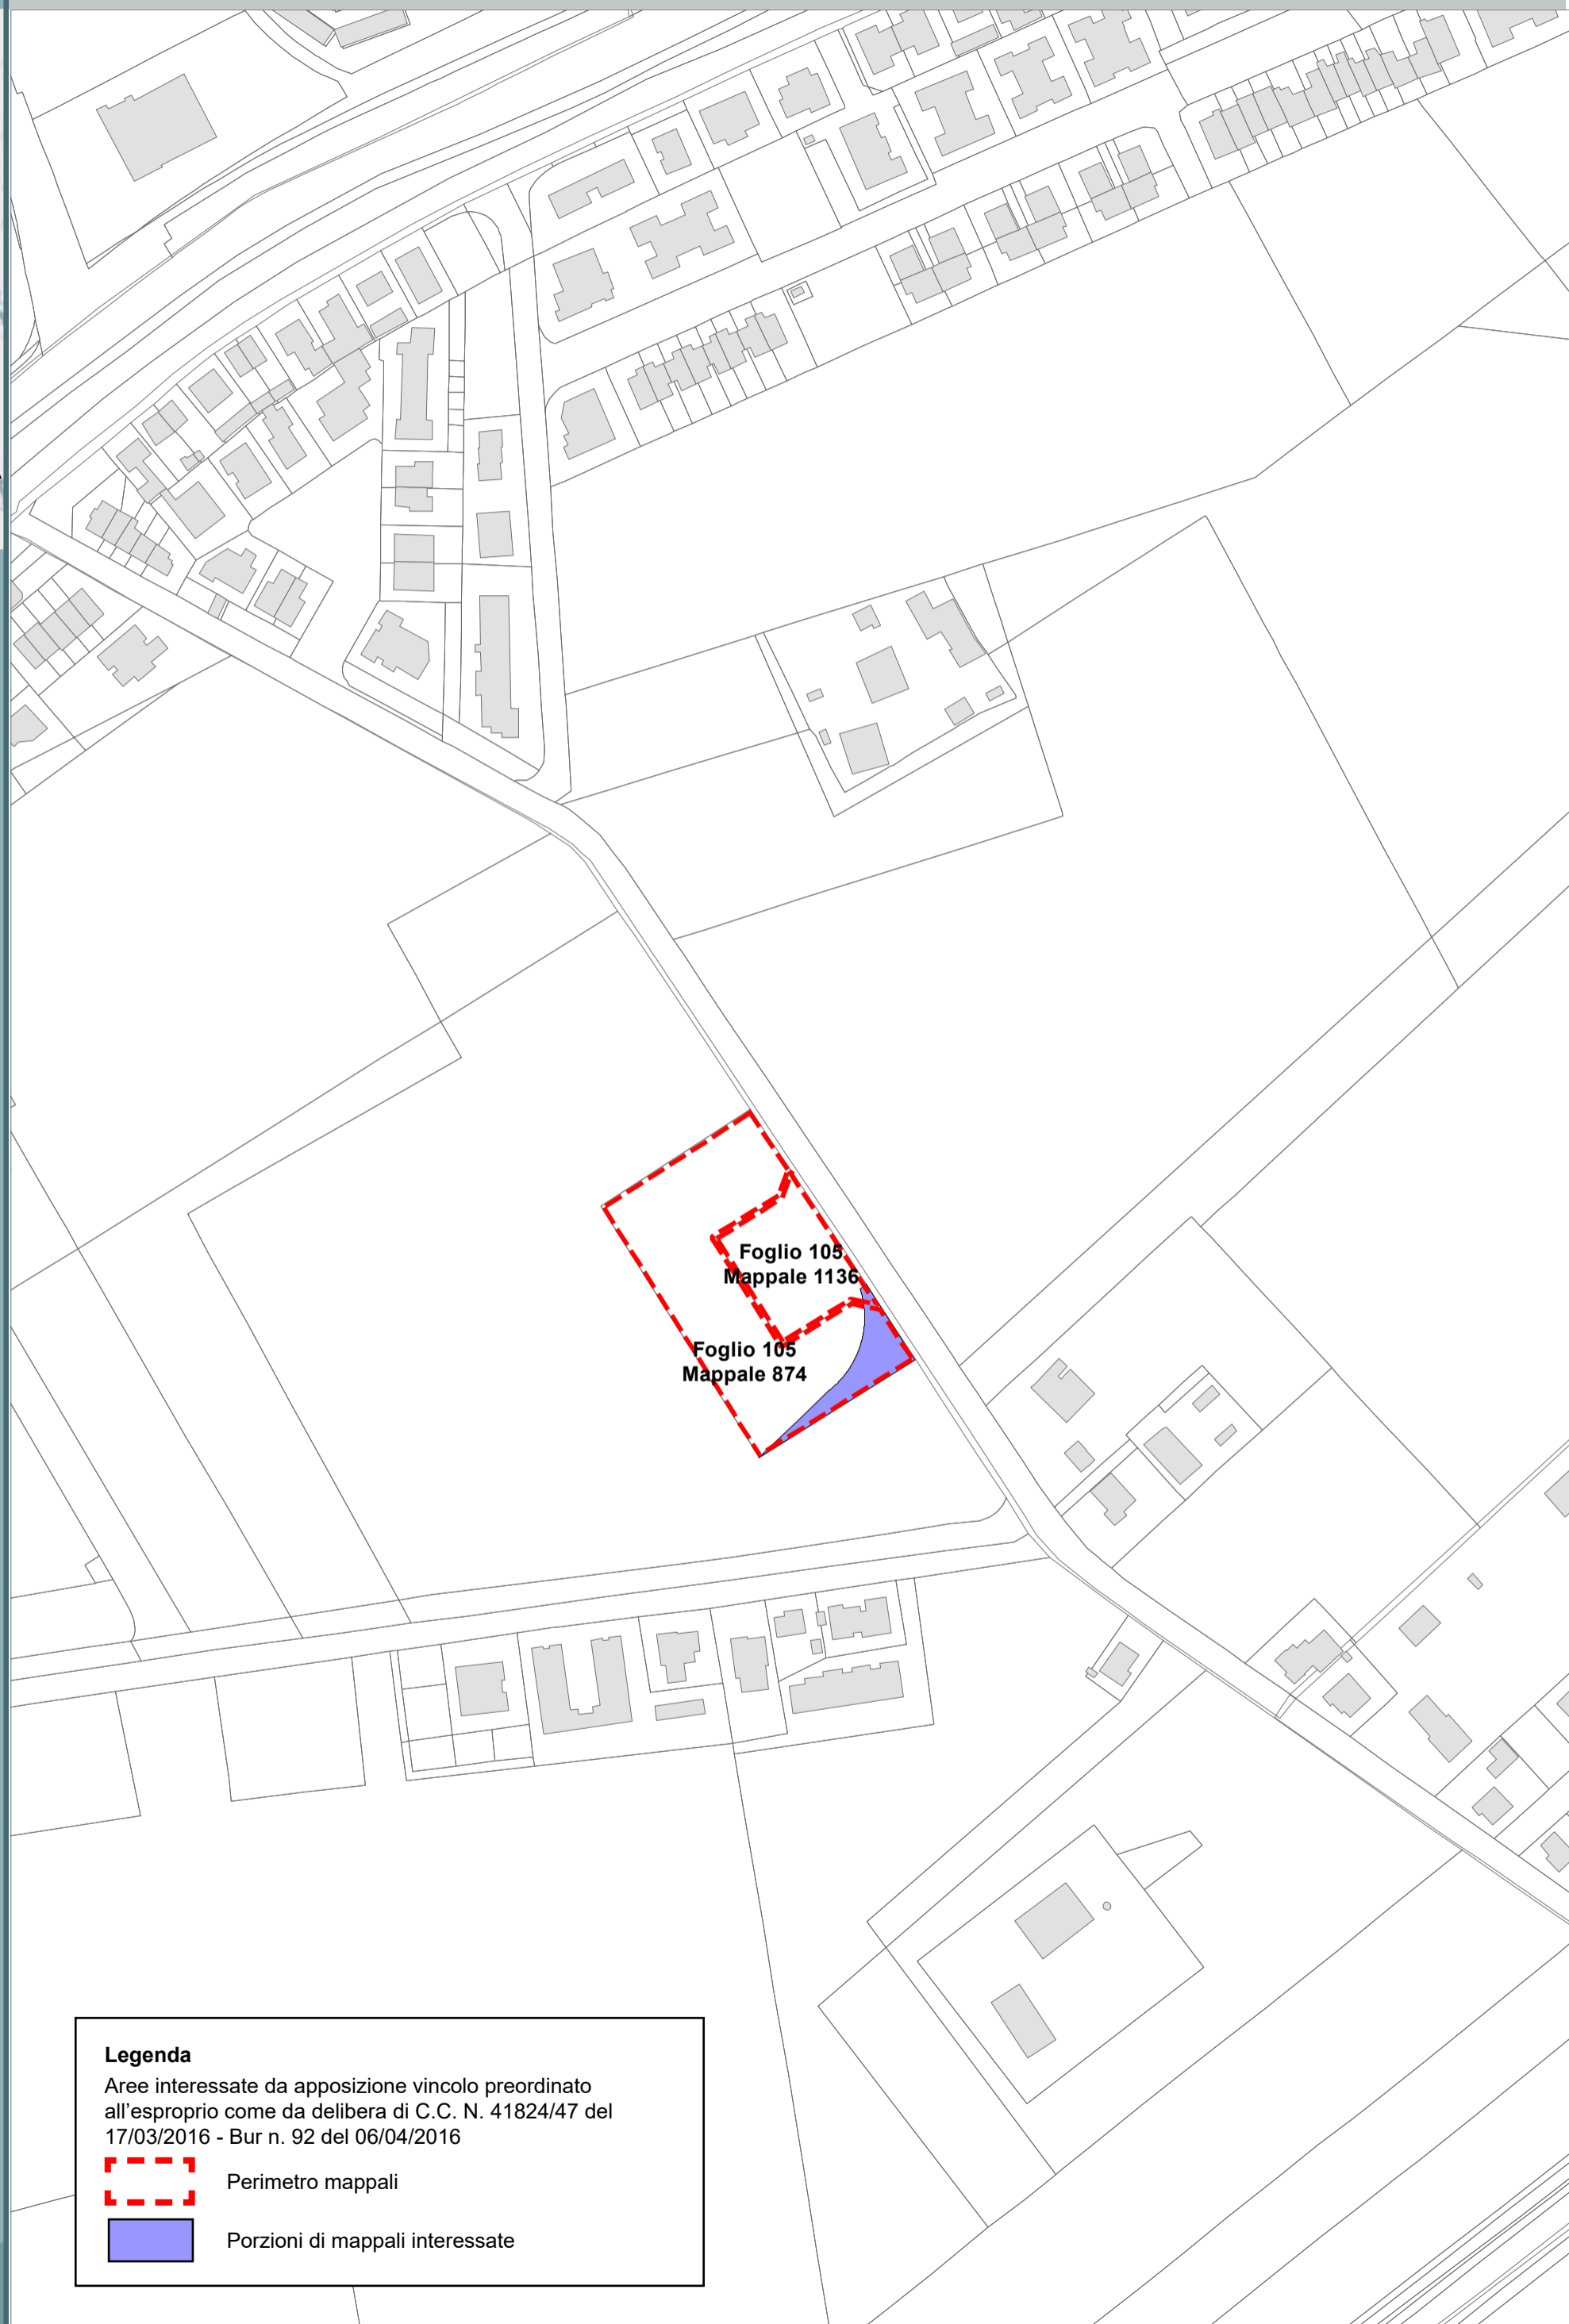 Foglio 105
Mappale 1136
Foglio 105
Mappale 874
Legenda
Aree interessate da apposizione vincolo preordinato
all'esproprio come da delibera di C.C. N. 41824/47 del
17/03/2016 - Bur n. 92 del 06/04/2016
Perimetro mappali
Porzioni di mappali interessate